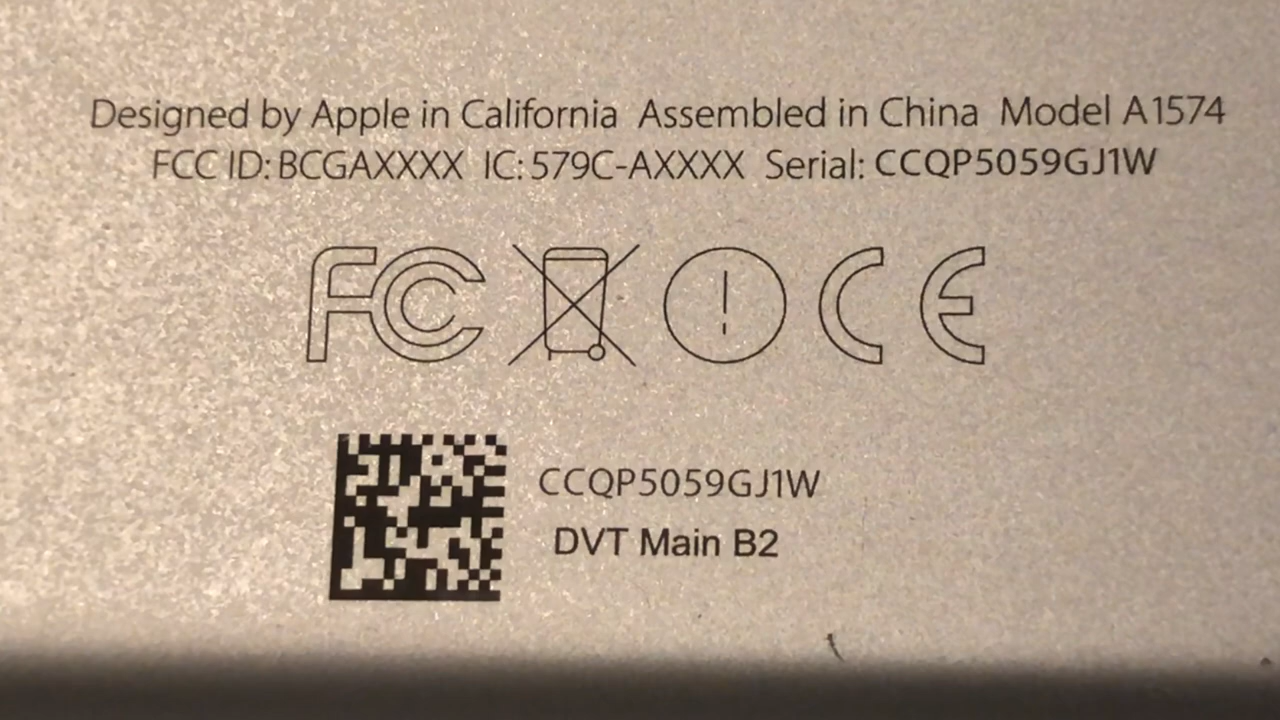 Designed by Apple in California Assembled in China Model A1574
FCC ID: BCGAXXXX IC: 579C-AXXXX Serial: CCQP5059GJ1W
FC CE
CCQP5059GJ1W
DVT Main B2